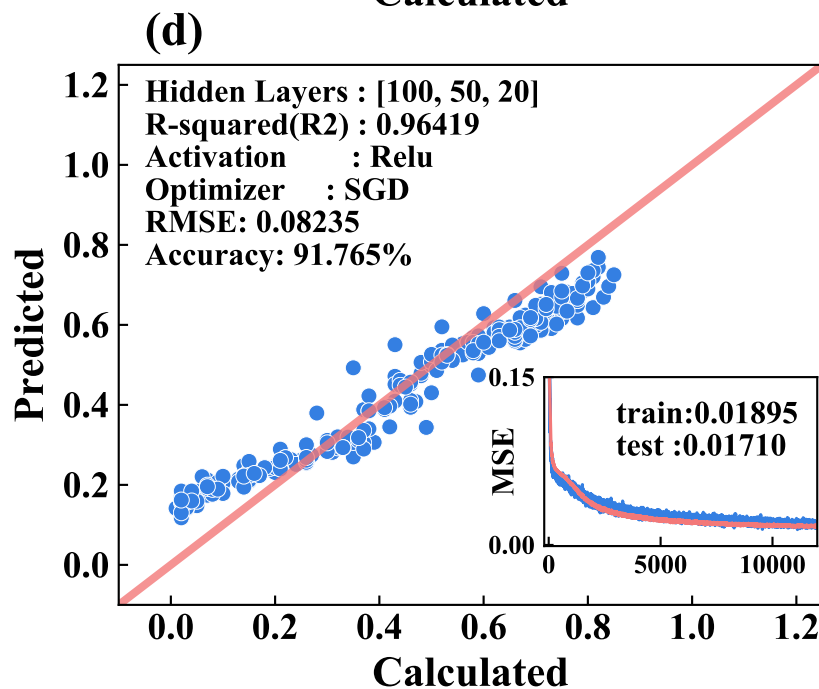 Calculated
(d)
1.2
1.0
0.8
0.6
0.4
0.2
0.0
Predicted
Hidden Layers : [100, 50, 20]
R-squared(R2) : 0.96419
Activation : Relu
Optimizer : SGD
RMSE: 0.08235
Accuracy: 91.765%
0.15
MSE
0.00
train:0.01895
test :0.01710
0 5000 10000
0.0 0.2 0.4 0.6 0.8 1.0 1.2
Calculated